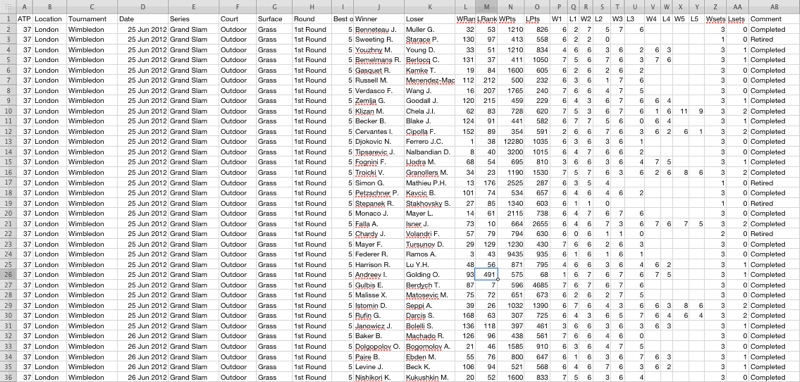 A B C D E F G H I J K L M N O P Q R S T U V W X Y Z AA AB
1 ATP Location Tournament Date Series Court Surface Round Best o Winner Loser WRan LRank WPts LPts W1 L1 W2 L2 W3 L3 W4 L4 W5 L5 Wsets Lsets Comment
2 37 London Wimbledon 25 Jun 2012 Grand Slam Outdoor Grass 1st Round 5 Benneteau J. Muller G. 32 53 1210 826 6 2 7 5 7 6 3 0 Completed
3 37 London Wimbledon 25 Jun 2012 Grand Slam Outdoor Grass 1st Round 5 Sweeting R. Starace P. 130 97 413 558 6 2 2 0 1 0 Retired
4 37 London Wimbledon 25 Jun 2012 Grand Slam Outdoor Grass 1st Round 5 Youzhny M. Young D. 33 51 1210 834 4 6 6 3 6 2 6 3 3 1 Completed
5 37 London Wimbledon 25 Jun 2012 Grand Slam Outdoor Grass 1st Round 5 Bemelmans R. Berlocq C. 131 37 411 1050 7 5 6 7 6 3 7 6 3 1 Completed
6 37 London Wimbledon 25 Jun 2012 Grand Slam Outdoor Grass 1st Round 5 Gasquet R. Kamke T. 19 84 1600 605 6 2 6 2 6 2 3 0 Completed
7 37 London Wimbledon 25 Jun 2012 Grand Slam Outdoor Grass 1st Round 5 Russell M. Menendez-Mac 112 212 500 232 6 3 6 1 7 6 3 0 Completed
8 37 London Wimbledon 25 Jun 2012 Grand Slam Outdoor Grass 1st Round 5 Verdasco F. Wang J. 16 207 1765 240 7 6 6 4 7 5 3 0 Completed
9 37 London Wimbledon 25 Jun 2012 Grand Slam Outdoor Grass 1st Round 5 Zemlja G. Goodall J. 120 215 459 229 6 4 3 6 7 6 6 4 3 1 Completed
10 37 London Wimbledon 25 Jun 2012 Grand Slam Outdoor Grass 1st Round 5 Klizan M. Chela J.I. 62 83 728 620 7 5 3 6 7 6 1 6 11 9 3 2 Completed
11 37 London Wimbledon 25 Jun 2012 Grand Slam Outdoor Grass 1st Round 5 Becker B. Blake J. 124 91 441 582 6 7 7 5 6 0 6 4 3 1 Completed
12 37 London Wimbledon 25 Jun 2012 Grand Slam Outdoor Grass 1st Round 5 Cervantes I. Cipolla F. 152 89 354 591 2 6 6 7 6 3 6 2 6 1 3 2 Completed
13 37 London Wimbledon 25 Jun 2012 Grand Slam Outdoor Grass 1st Round 5 Djokovic N. Ferrero J.C. 1 38 12280 1035 6 3 6 3 6 1 3 0 Completed
14 37 London Wimbledon 25 Jun 2012 Grand Slam Outdoor Grass 1st Round 5 Tipsarevic J. Nalbandian D. 8 40 3200 1015 6 4 7 6 6 2 3 0 Completed
15 37 London Wimbledon 25 Jun 2012 Grand Slam Outdoor Grass 1st Round 5 Fognini F. Llodra M. 68 54 695 810 3 6 6 3 6 4 7 5 3 1 Completed
16 37 London Wimbledon 25 Jun 2012 Grand Slam Outdoor Grass 1st Round 5 Troicki V. Granollers M. 34 23 1190 1530 7 5 6 7 3 6 6 2 8 6 3 2 Completed
17 37 London Wimbledon 25 Jun 2012 Grand Slam Outdoor Grass 1st Round 5 Simon G. Mathieu P.H. 13 176 2525 287 6 3 5 4 1 0 Retired
18 37 London Wimbledon 25 Jun 2012 Grand Slam Outdoor Grass 1st Round 5 Petzschner P. Kavcic B. 101 74 534 657 6 4 6 4 6 2 3 0 Completed
19 37 London Wimbledon 25 Jun 2012 Grand Slam Outdoor Grass 1st Round 5 Stepanek R. Stakhovsky S. 27 85 1340 603 6 1 1 0 1 0 Retired
20 37 London Wimbledon 25 Jun 2012 Grand Slam Outdoor Grass 1st Round 5 Monaco J. Mayer L. 14 61 2115 738 6 4 7 6 7 6 3 0 Completed
21 37 London Wimbledon 25 Jun 2012 Grand Slam Outdoor Grass 1st Round 5 Falla A. Isner J. 73 10 664 2655 6 4 6 7 3 6 7 6 7 5 3 2 Completed
22 37 London Wimbledon 25 Jun 2012 Grand Slam Outdoor Grass 1st Round 5 Chardy J. Volandri F. 57 79 794 630 6 0 6 1 2 0 Retired
23 37 London Wimbledon 25 Jun 2012 Grand Slam Outdoor Grass 1st Round 5 Mayer F. Tursunov D. 29 129 1230 430 7 6 6 2 6 3 3 0 Completed
24 37 London Wimbledon 25 Jun 2012 Grand Slam Outdoor Grass 1st Round 5 Federer R. Ramos A. 3 43 9435 935 6 1 6 1 6 1 3 0 Completed
25 37 London Wimbledon 25 Jun 2012 Grand Slam Outdoor Grass 1st Round 5 Harrison R. Lu Y.H. 48 56 871 795 4 6 6 3 6 4 6 2 3 1 Completed
26 37 London Wimbledon 25 Jun 2012 Grand Slam Outdoor Grass 1st Round 5 Andreev I. Golding O. 93 491 575 68 1 6 7 6 7 6 7 5 3 1 Completed
27 37 London Wimbledon 25 Jun 2012 Grand Slam Outdoor Grass 1st Round 5 Gulbis E. Berdych T. 87 7 596 4685 7 6 7 6 7 6 3 0 Completed
28 37 London Wimbledon 25 Jun 2012 Grand Slam Outdoor Grass 1st Round 5 Malisse X. Matosevic M. 75 72 651 673 6 2 6 2 7 5 3 0 Completed
29 37 London Wimbledon 25 Jun 2012 Grand Slam Outdoor Grass 1st Round 5 Istomin D. Seppi A. 39 26 1032 1390 6 7 6 4 3 6 6 3 8 6 3 2 Completed
30 37 London Wimbledon 25 Jun 2012 Grand Slam Outdoor Grass 1st Round 5 Rufin G. Darcis S. 168 63 307 725 6 4 3 6 5 7 6 4 6 4 3 2 Completed
31 37 London Wimbledon 25 Jun 2012 Grand Slam Outdoor Grass 1st Round 5 Janowicz J. Bolelli S. 136 118 397 461 3 6 6 3 6 3 6 3 3 1 Completed
32 37 London Wimbledon 26 Jun 2012 Grand Slam Outdoor Grass 1st Round 5 Baker B. Machado R. 126 96 438 561 7 6 6 4 6 0 3 0 Completed
33 37 London Wimbledon 26 Jun 2012 Grand Slam Outdoor Grass 1st Round 5 Dolgopolov O. Bogomolov A. 21 46 1585 910 6 3 6 4 6 3 3 0 Completed
34 37 London Wimbledon 26 Jun 2012 Grand Slam Outdoor Grass 1st Round 5 Paire B. Ebden M. 55 76 800 647 6 1 6 4 6 7 6 3 3 1 Completed
35 37 London Wimbledon 26 Jun 2012 Grand Slam Outdoor Grass 1st Round 5 Levine J. Beck K. 106 94 521 568 6 4 6 7 6 3 6 3 3 1 Completed
36 37 London Wimbledon 26 Jun 2012 Grand Slam Outdoor Grass 1st Round 5 Nishikori K. Kukushkin M. 20 52 1600 833 7 5 6 3 6 4 3 0 Completed